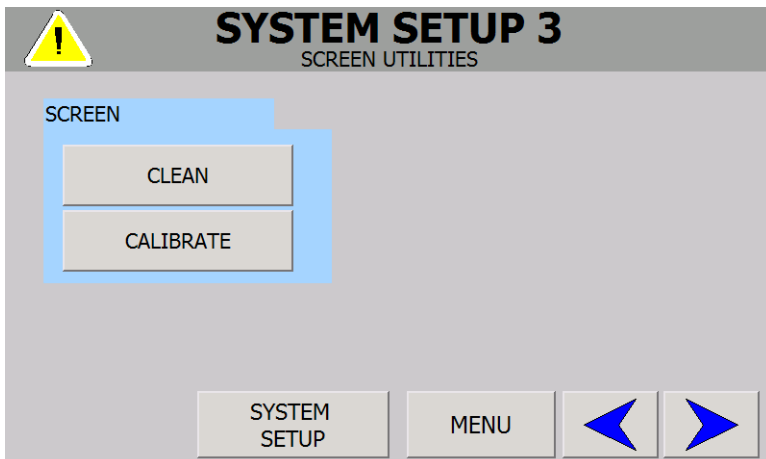 !
SYSTEM SETUP 3
SCREEN UTILITIES
SCREEN
CLEAN
CALIBRATE
SYSTEM
SETUP
MENU